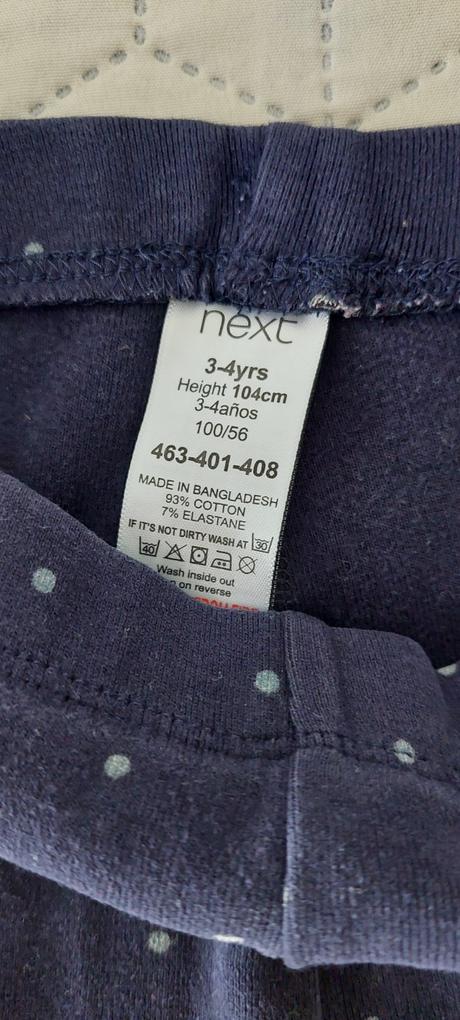 next
3-4yrs
Height 104cm
3-4años
100/56
463-401-408
MADE IN BANGLADESH
93% COTTON
7% ELASTANE
IF IT'S NOT DIRTY WASH AT 30
40
Wash inside out
on reverse